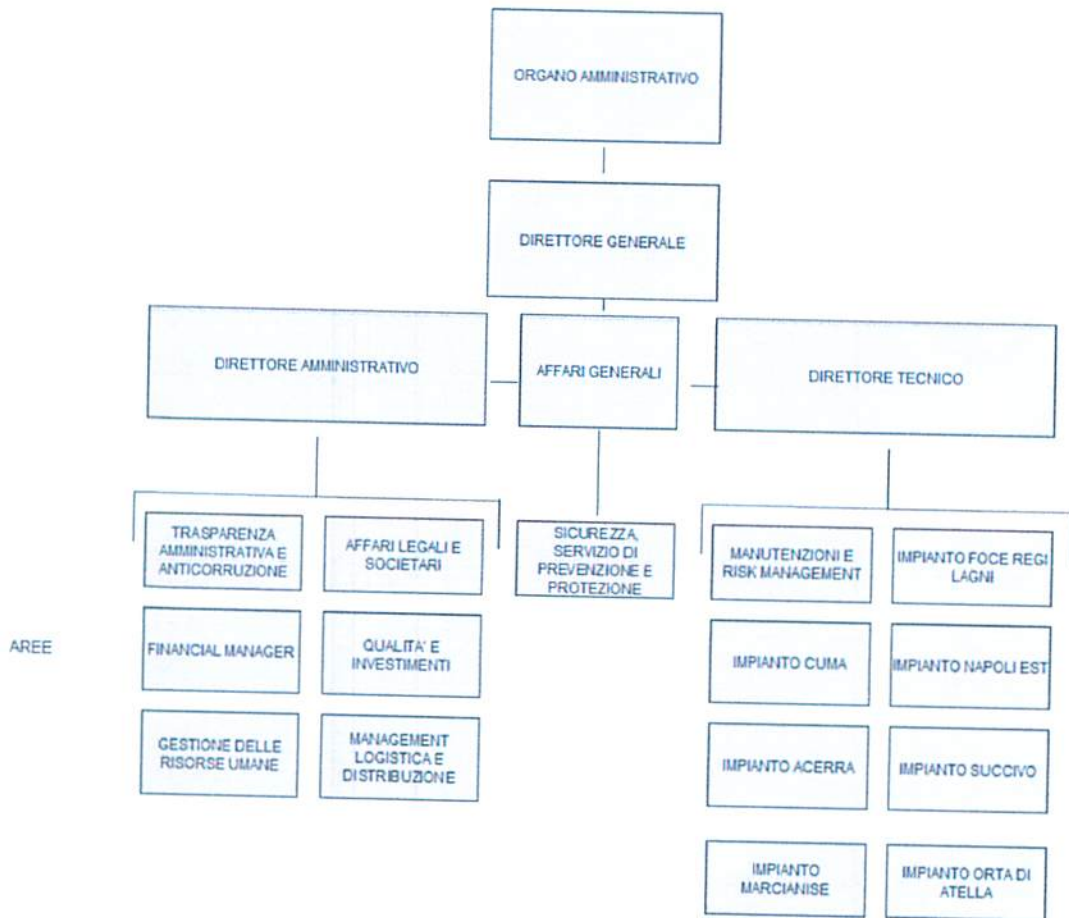 ORGANO AMMINISTRATIVO
DIRETTORE GENERALE
DIRETTORE AMMINISTRATIVO
AFFARI GENERALI
DIRETTORE TECNICO
TRASPARENZA
AMMINISTRATIVA E
ANTICORRUZIONE
AFFARI LEGALI E
SOCIETARI
SICUREZZA,
SERVIZIO DI
PREVENZIONE E
PROTEZIONE
MANUTENZIONI E
RISK MANAGEMENT
IMPIANTO FOCE REGI
LAGNI
AREE
FINANCIAL MANAGER
QUALITA' E
INVESTIMENTI
IMPIANTO CUMA
IMPIANTO NAPOLI EST
GESTIONE DELLE
RISORSE UMANE
MANAGEMENT
LOGISTICA E
DISTRIBUZIONE
IMPIANTO ACERRA
IMPIANTO SUCCIVO
IMPIANTO
MARCIANISE
IMPIANTO ORTA DI
ATELLA